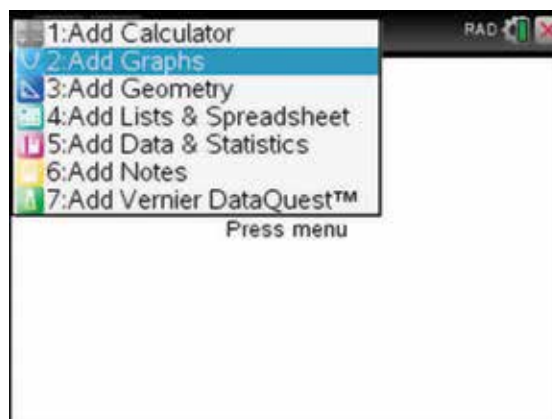 1:Add Calculator
RAD
2:Add Graphs
3:Add Geometry
4:Add Lists & Spreadsheet
5:Add Data & Statistics
6:Add Notes
7:Add Vernier DataQuest™
Press menu